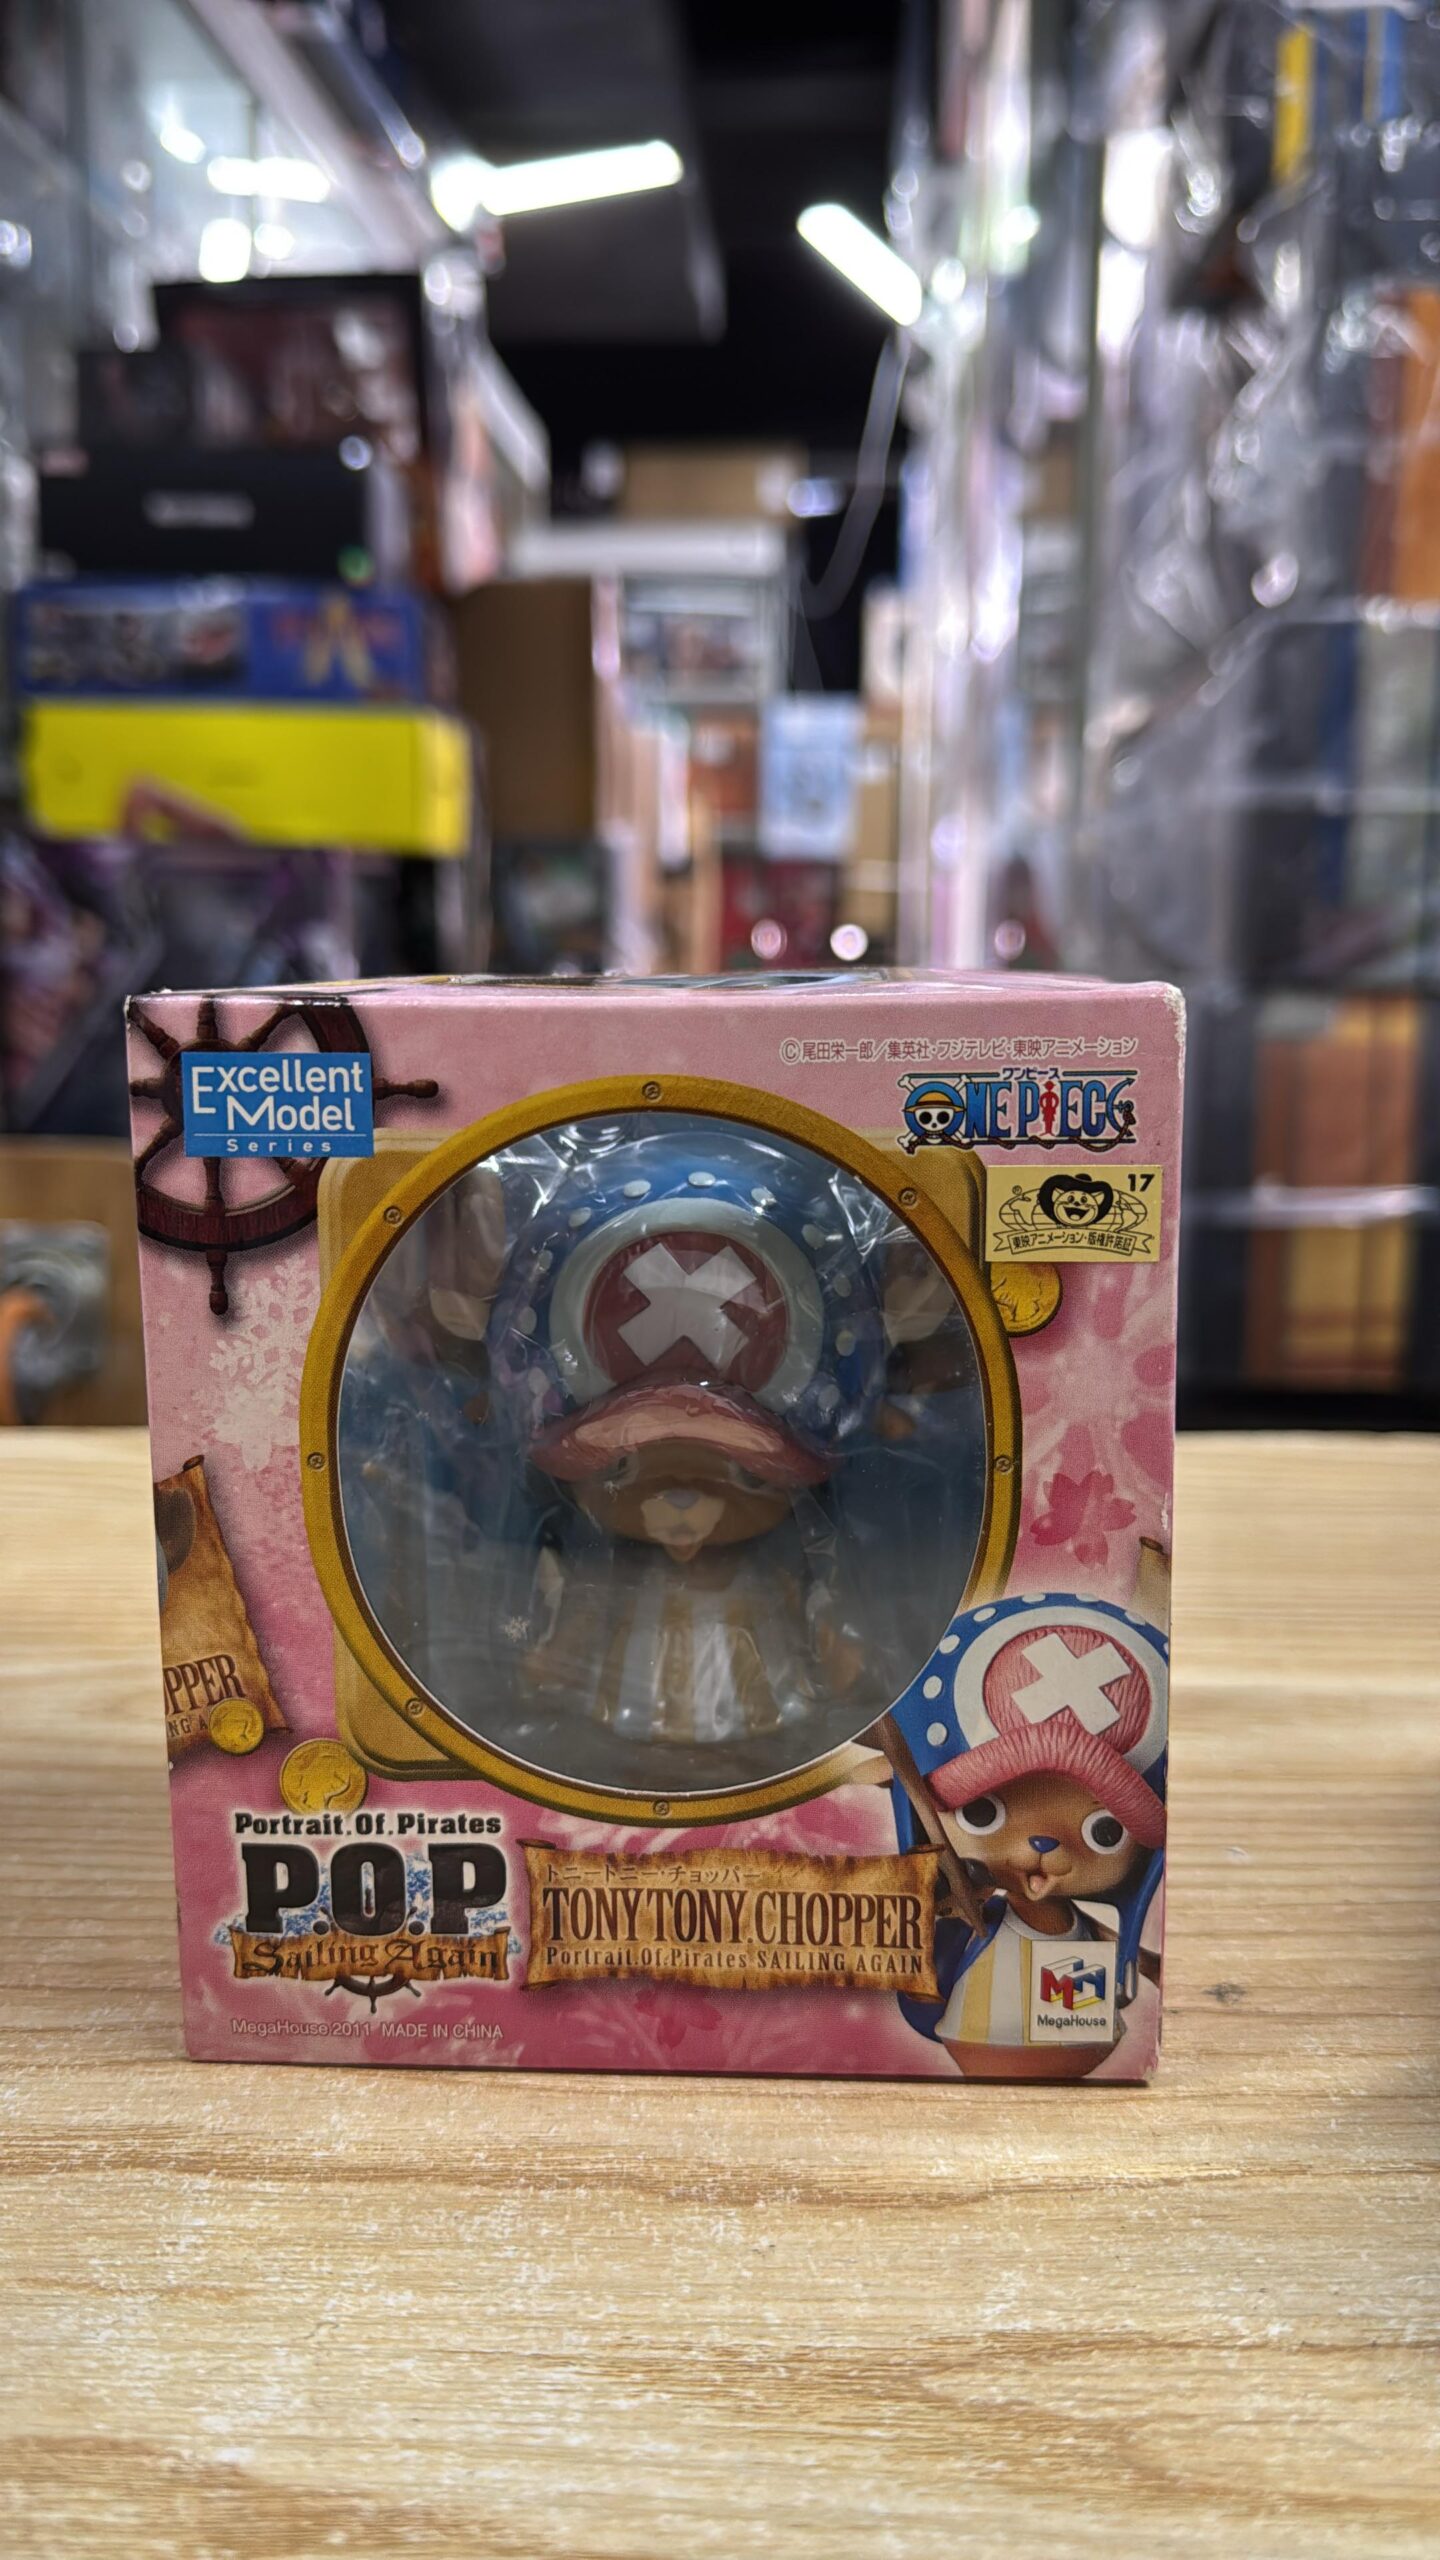 Excellent
Model
Series
©尾田栄一郎／集英社・フジテレビ・東映アニメーション
ワンピース
ONE PIECE
17
東映アニメーション・版権許諾証
PPER
NG A
Portrait.Of.Pirates
P.O.P
Sailing Again
トニートニー・チョッパー
TONYTONY.CHOPPER
Portrait.Of.Pirates SAILING AGAIN
MegaHouse
MegaHouse 2011 MADE IN CHINA